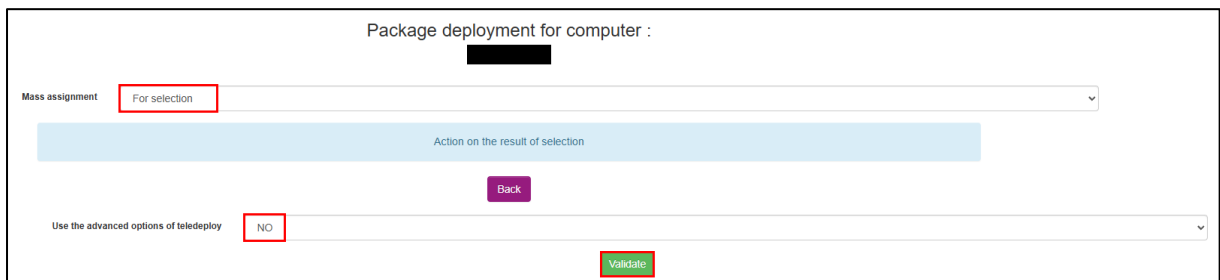 Package deployment for computer :
Mass assignment For selection
Action on the result of selection
Back
Use the advanced options of teledeploy NO
Validate